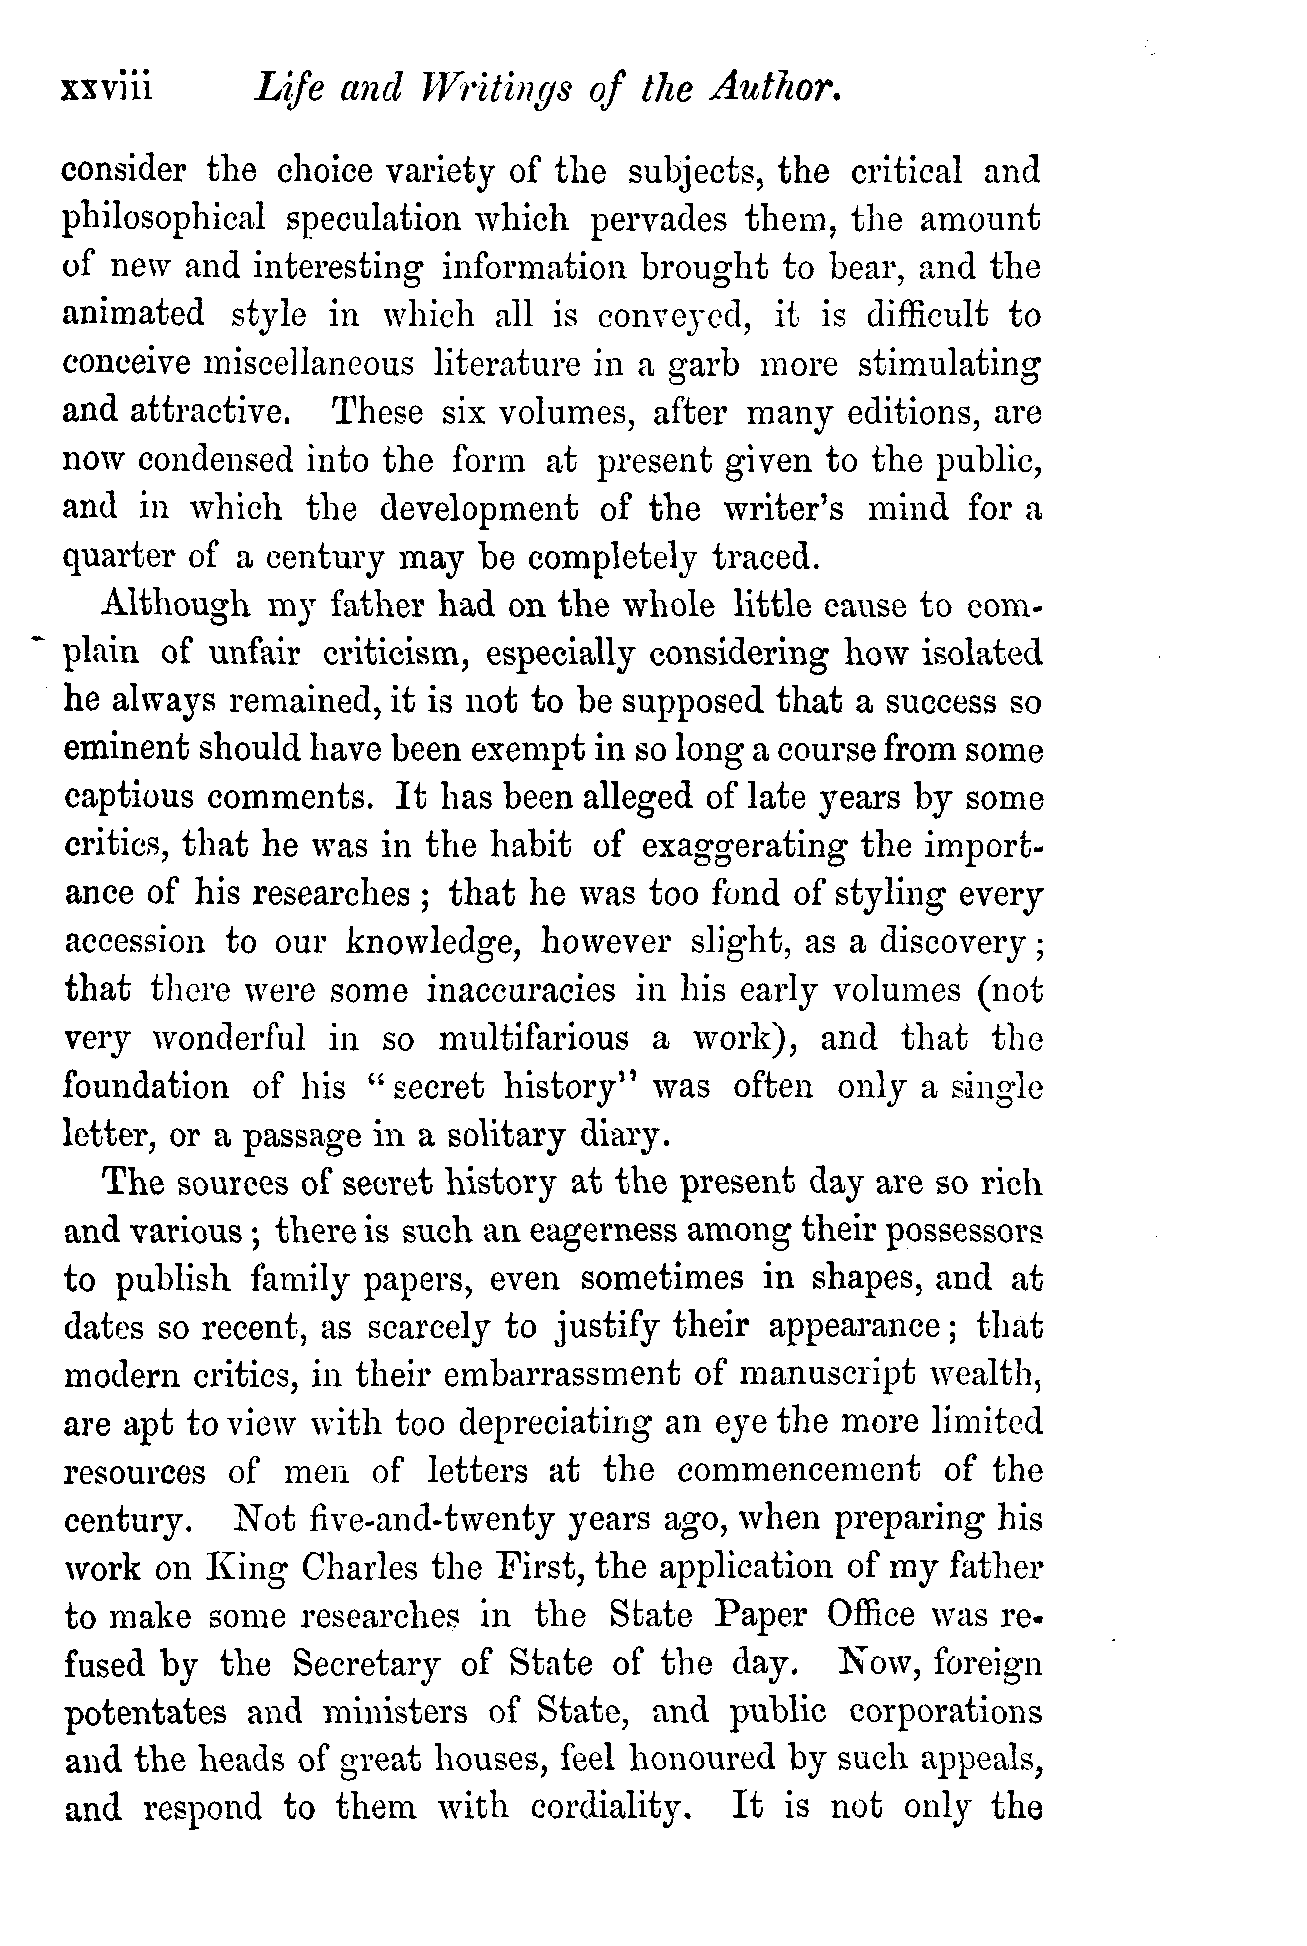 xxviii Life and Writings of the Author.
consider the choice variety of the subjects, the critical and
philosophical speculation which pervades them, the amount
of new and interesting information brought to bear, and the
animated style in which all is conveyed, it is difficult to
conceive miscellaneous literature in a garb more stimulating
and attractive. These six volumes, after many editions, are
now condensed into the form at present given to the public,
and in which the development of the writer's mind for a
quarter of a century may be completely traced.
Although my father had on the whole little cause to com-
plain of unfair criticism, especially considering how isolated
he always remained, it is not to be supposed that a success so
eminent should have been exempt in so long a course from some
captious comments. It has been alleged of late years by some
critics, that he was in the habit of exaggerating the import-
ance of his researches ; that he was too fond of styling every
accession to our knowledge, however slight, as a discovery ;
that there were some inaccuracies in his early volumes (not
very wonderful in so multifarious a work), and that the
foundation of his "secret history" was often only a single
letter, or a passage in a solitary diary.
The sources of secret history at the present day are so rich
and various ; there is such an eagerness among their possessors
to publish family papers, even sometimes in shapes, and at
dates so recent, as scarcely to justify their appearance ; that
modern critics, in their embarrassment of manuscript wealth,
are apt to view with too depreciating an eye the more limited
resources of men of letters at the commencement of the
century. Not five-and-twenty years ago, when preparing his
work on King Charles the First, the application of my father
to make some researches in the State Paper Office was re-
fused by the Secretary of State of the day. Now, foreign
potentates and ministers of State, and public corporations
and the heads of great houses, feel honoured by such appeals,
and respond to them with cordiality. It is not only the